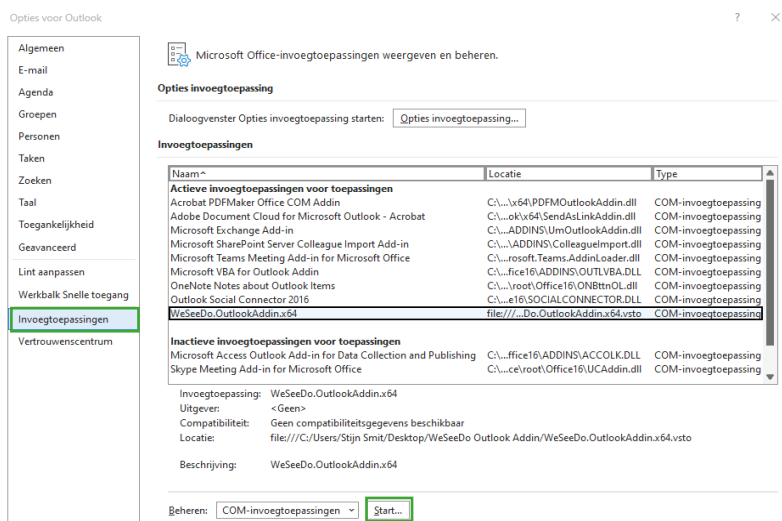 Opties voor Outlook
?
Algemeen
E-mail
Agenda
Groepen
Personen
Taken
Zoeken
Taal
Toegankelijkheid
Geavanceerd
Lint aanpassen
Werkbalk Snelle toegang
Invoegtoepassingen
Vertrouwenscentrum
Microsoft Office-invoegtoepassingen weergeven en beheren.
Opties invoegtoepassing
Dialoogvenster Opties invoegtoepassing starten: Opties invoegtoepassing...
Invoegtoepassingen
Naam Locatie Type
Actieve invoegtoepassingen voor toepassingen
Acrobat PDFMaker Office COM Addin C:\...\x64\PDFMOutlookAddin.dll COM-invoegtoepassing
Adobe Document Cloud for Microsoft Outlook - Acrobat C:\...ok\x64\SendAsLinkAddin.dll COM-invoegtoepassing
Microsoft Exchange Add-in C:\...ADDINS\UmOutlookAddin.dll COM-invoegtoepassing
Microsoft SharePoint Server Colleague Import Add-in C:\...\ADDINS\ColleagueImport.dll COM-invoegtoepassing
Microsoft Teams Meeting Add-in for Microsoft Office C:\...rosoft.Teams.AddinLoader.dll COM-invoegtoepassing
Microsoft VBA for Outlook Addin C:\...fice16\ADDINS\OUTLVBA.DLL COM-invoegtoepassing
OneNote Notes about Outlook Items C:\...\root\Office16\ONBttnOL.dll COM-invoegtoepassing
Outlook Social Connector 2016 C:\...e16\SOCIALCONNECTOR.DLL COM-invoegtoepassing
WeSeeDo.OutlookAddin.x64 file:///...Do.OutlookAddin.x64.vsto COM-invoegtoepassing
Inactieve invoegtoepassingen voor toepassingen
Microsoft Access Outlook Add-in for Data Collection and Publishing C:\...ffice16\ADDINS\ACCOLK.DLL COM-invoegtoepassing
Skype Meeting Add-in for Microsoft Office C:\...ce\root\Office16\UCAddin.dll COM-invoegtoepassing
Invoegtoepassing: WeSeeDo.OutlookAddin.x64
Uitgever: <Geen>
Compatibiliteit: Geen compatibiliteitsgegevens beschikbaar
Locatie: file:///C:/Users/Stijn Smit/Desktop/WeSeeDo Outlook Addin/WeSeeDo.OutlookAddin.x64.vsto
Beschrijving: WeSeeDo.OutlookAddin.x64
Beheren: COM-invoegtoepassingen Start...